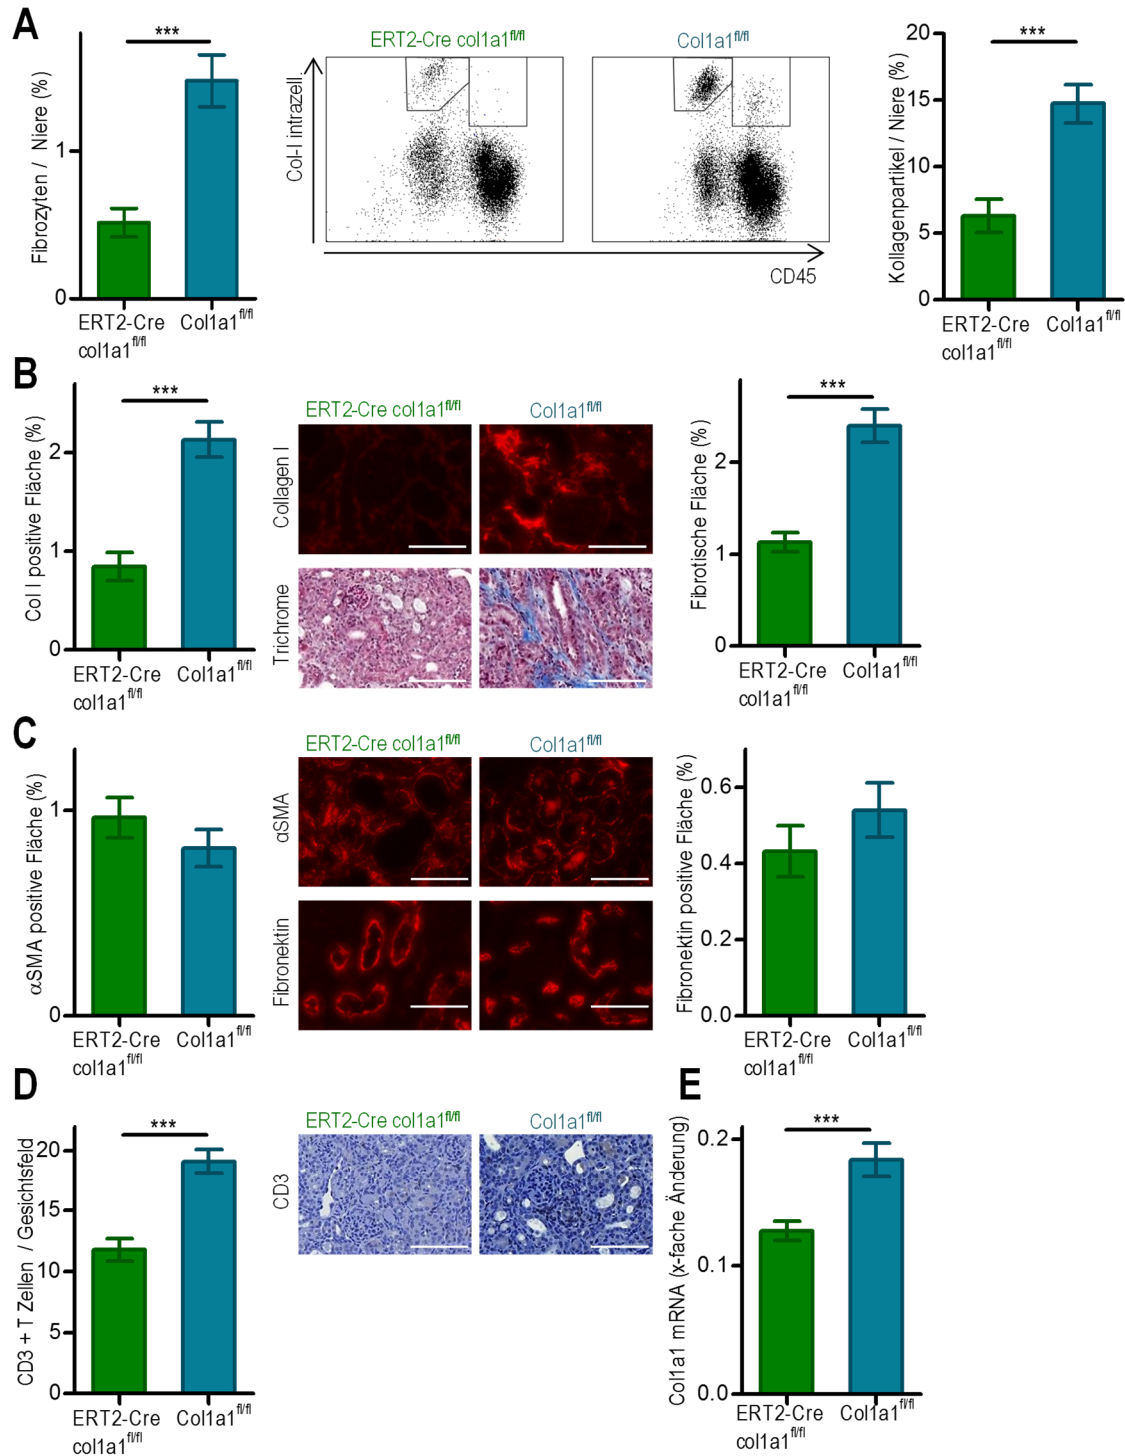 A
***
Fibrozyten / Niere (%)
1
0
ERT2-Cre
col1a1fl/fl
Col1a1fl/fl
ERT2-Cre col1a1fl/fl
Col1a1fl/fl
Col-I intrazell.
CD45
***
Kollagenpartikel / Niere (%)
20
15
10
5
0
ERT2-Cre
col1a1fl/fl
Col1a1fl/fl
B
***
Col I positive Fläche (%)
2
1
0
ERT2-Cre
col1a1fl/fl
Col1a1fl/fl
ERT2-Cre col1a1fl/fl
Col1a1fl/fl
Collagen I
Trichrome
***
Fibrotische Fläche (%)
2
1
0
ERT2-Cre
col1a1fl/fl
Col1a1fl/fl
C
αSMA positive Fläche (%)
1
0
ERT2-Cre
col1a1fl/fl
Col1a1fl/fl
ERT2-Cre col1a1fl/fl
Col1a1fl/fl
αSMA
Fibronektin
Fibronektin positive Fläche (%)
0.6
0.4
0.2
0.0
ERT2-Cre
col1a1fl/fl
Col1a1fl/fl
D
***
CD3 + T Zellen / Gesichtsfeld
20
15
10
5
0
ERT2-Cre
col1a1fl/fl
Col1a1fl/fl
ERT2-Cre col1a1fl/fl
Col1a1fl/fl
CD3
E
***
Col1a1 mRNA (x-fache Änderung)
0.2
0.1
0.0
ERT2-Cre
col1a1fl/fl
Col1a1fl/fl